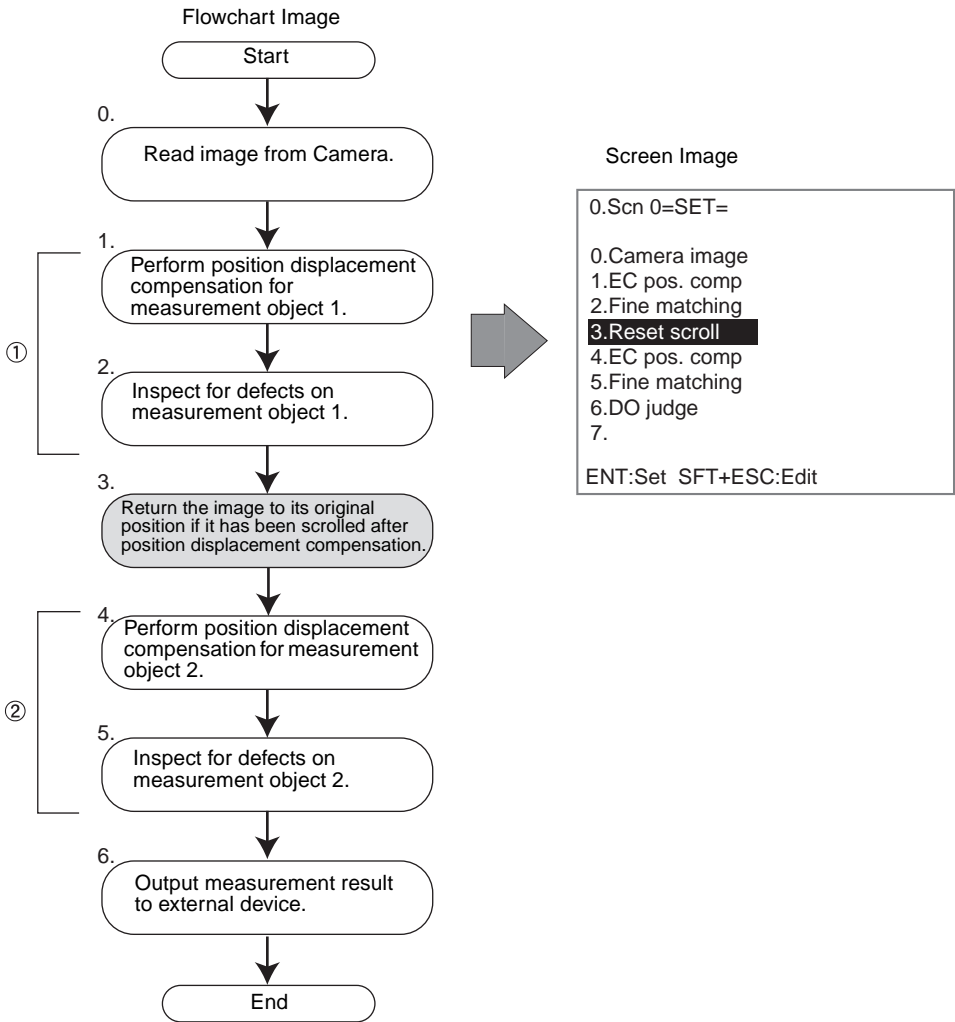 Flowchart Image
Start
0.
Read image from Camera.
1.
Perform position displacement
compensation for
measurement object 1.
①
2.
Inspect for defects on
measurement object 1.
3.
Return the image to its original
position if it has been scrolled after
position displacement compensation.
4.
Perform position displacement
compensation for measurement
object 2.
②
5.
Inspect for defects on
measurement object 2.
6.
Output measurement result
to external device.
End
Screen Image
0.Scn 0=SET=
0.Camera image
1.EC pos. comp
2.Fine matching
3.Reset scroll
4.EC pos. comp
5.Fine matching
6.DO judge
7.
ENT:Set SFT+ESC:Edit